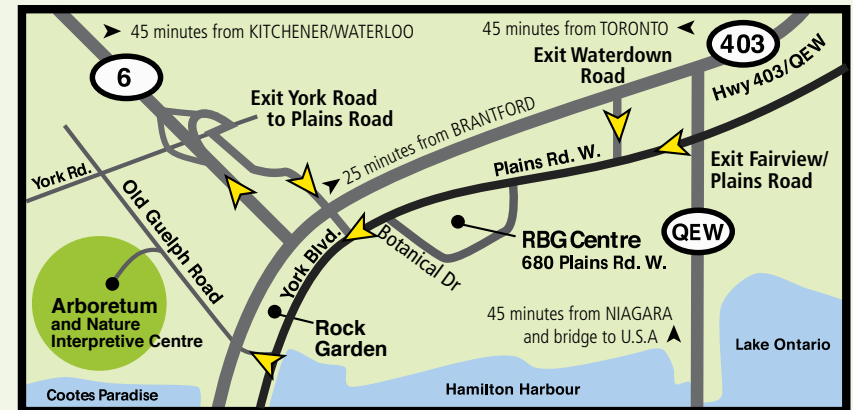 45 minutes from KITCHENER/WATERLOO
45 minutes from TORONTO
403
6
Exit Waterdown
Road
Hwy 403/QEW
Exit York Road
to Plains Road
25 minutes from BRANTFORD
Plains Rd. W.
Exit Fairview/
Plains Road
York Rd.
Old Guelph Road
York Blvd.
Botanical Dr
RBG Centre
680 Plains Rd. W.
QEW
Arboretum
and Nature
Interpretive Centre
Rock
Garden
45 minutes from NIAGARA
and bridge to U.S.A
Lake Ontario
Cootes Paradise
Hamilton Harbour